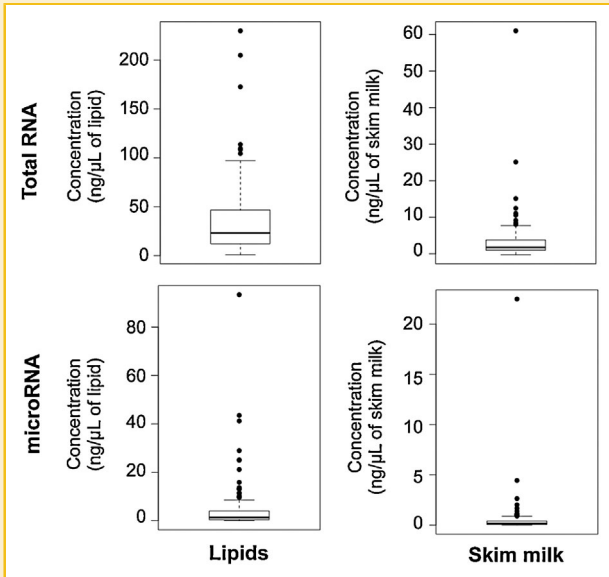 Total RNA
Concentration
(ng/µL of lipid)
200
150
100
50
0
Concentration
(ng/µL of skim milk)
60
50
40
30
20
10
0
microRNA
Concentration
(ng/µL of lipid)
80
60
40
20
0
Concentration
(ng/µL of skim milk)
20
15
10
5
0
Lipids
Skim milk